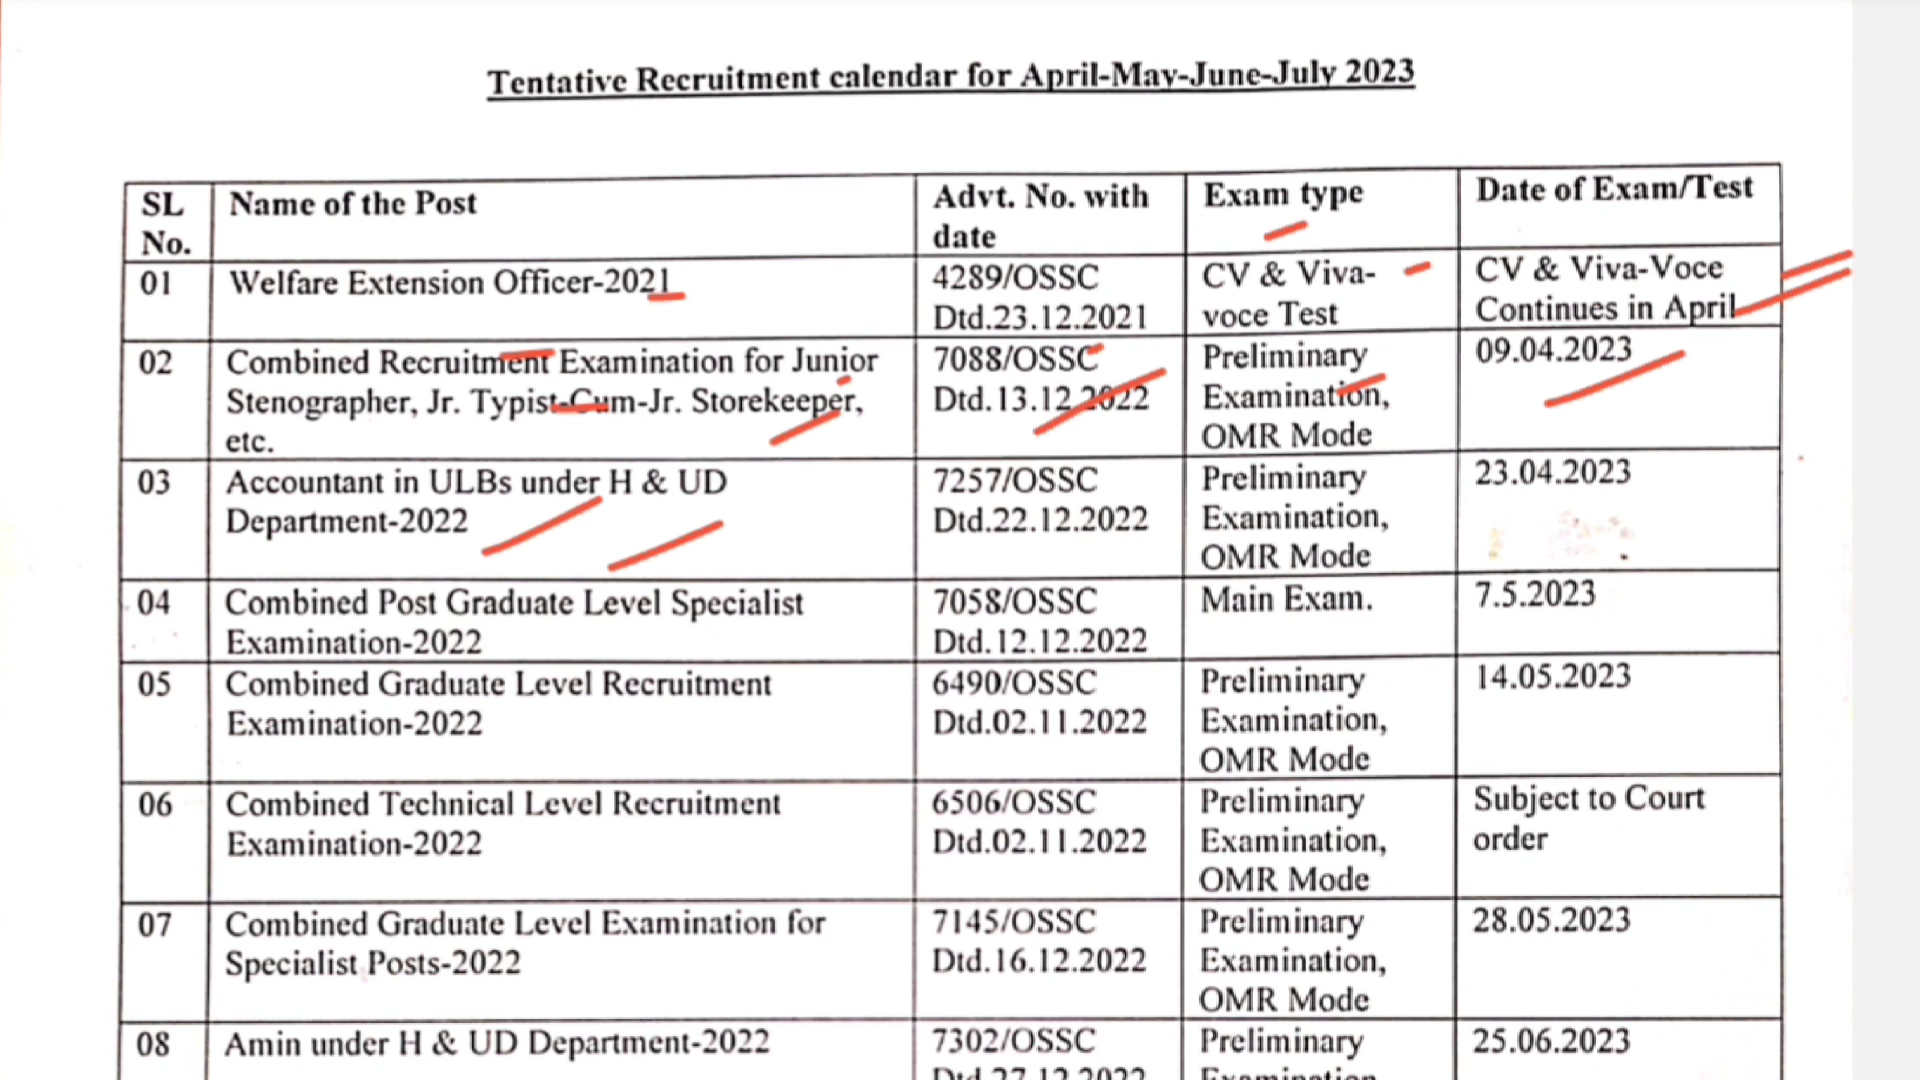 Tentative Recruitment calendar for April-May-June-July 2023
SL No. Name of the Post Advt. No. with date Exam type Date of Exam/Test
01 Welfare Extension Officer-2021 4289/OSSC Dtd.23.12.2021 CV & Viva-voce Test CV & Viva-Voce Continues in April
02 Combined Recruitment Examination for Junior Stenographer, Jr. Typist-Cum-Jr. Storekeeper, etc. 7088/OSSC Dtd.13.12.2022 Preliminary Examination, OMR Mode 09.04.2023
03 Accountant in ULBs under H & UD Department-2022 7257/OSSC Dtd.22.12.2022 Preliminary Examination, OMR Mode 23.04.2023
04 Combined Post Graduate Level Specialist Examination-2022 7058/OSSC Dtd.12.12.2022 Main Exam. 7.5.2023
05 Combined Graduate Level Recruitment Examination-2022 6490/OSSC Dtd.02.11.2022 Preliminary Examination, OMR Mode 14.05.2023
06 Combined Technical Level Recruitment Examination-2022 6506/OSSC Dtd.02.11.2022 Preliminary Examination, OMR Mode Subject to Court order
07 Combined Graduate Level Examination for Specialist Posts-2022 7145/OSSC Dtd.16.12.2022 Preliminary Examination, OMR Mode 28.05.2023
08 Amin under H & UD Department-2022 7302/OSSC Dtd.27.12.2022 Preliminary Examination 25.06.2023